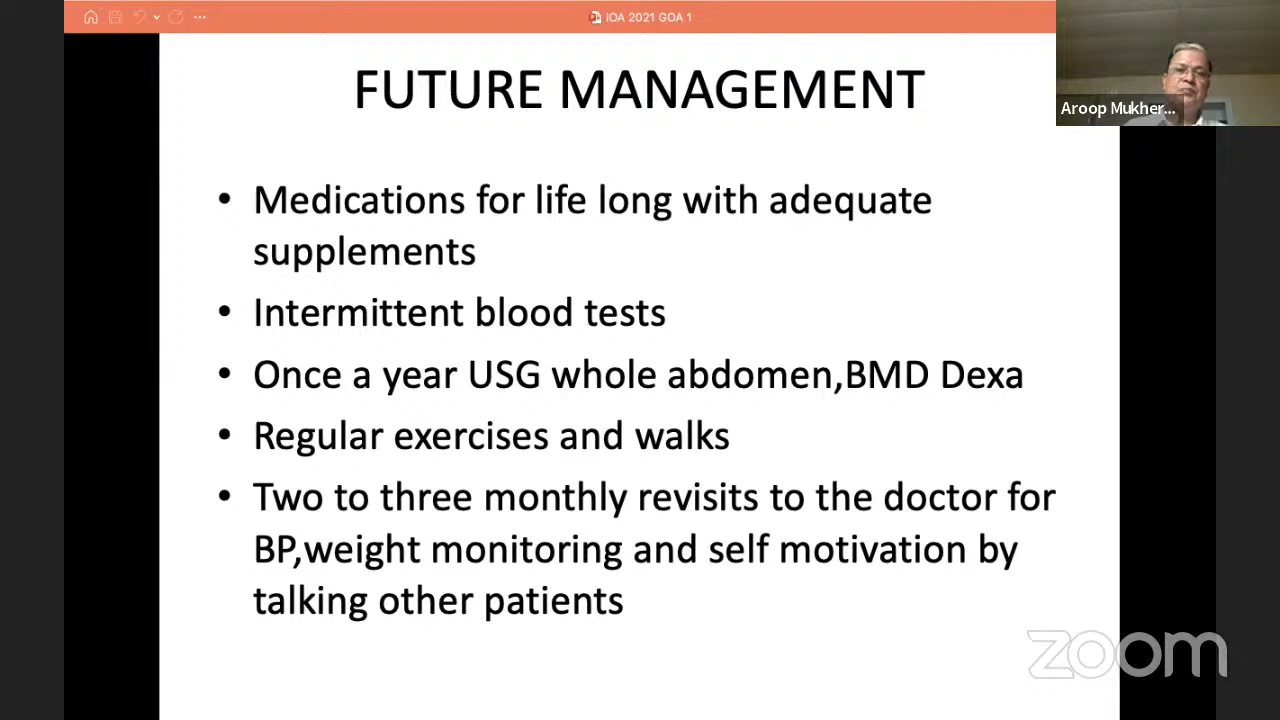 IOA 2021 GOA 1
FUTURE MANAGEMENT
Aroop Mukher...
• Medications for life long with adequate
supplements
• Intermittent blood tests
• Once a year USG whole abdomen,BMD Dexa
• Regular exercises and walks
• Two to three monthly revisits to the doctor for
BP,weight monitoring and self motivation by
talking other patients
zoom